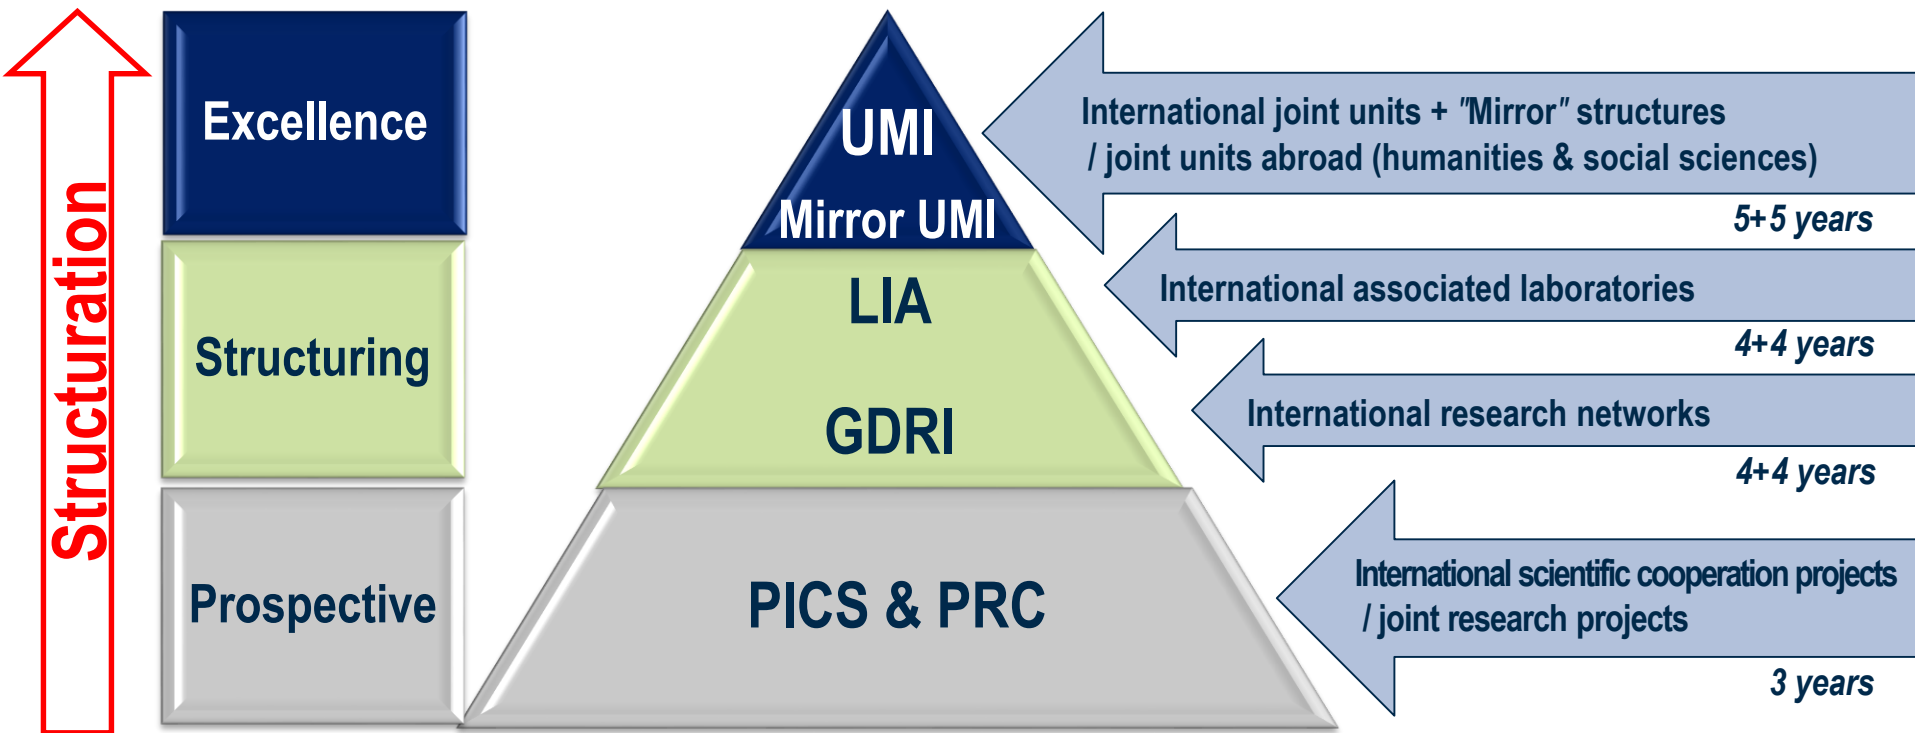 Structuration
Excellence
Structuring
Prospective
UMI
Mirror UMI
LIA
GDRI
PICS & PRC
International joint units + "Mirror" structures
/ joint units abroad (humanities & social sciences)
5+5 years
International associated laboratories
4+4 years
International research networks
4+4 years
International scientific cooperation projects
/ joint research projects
3 years